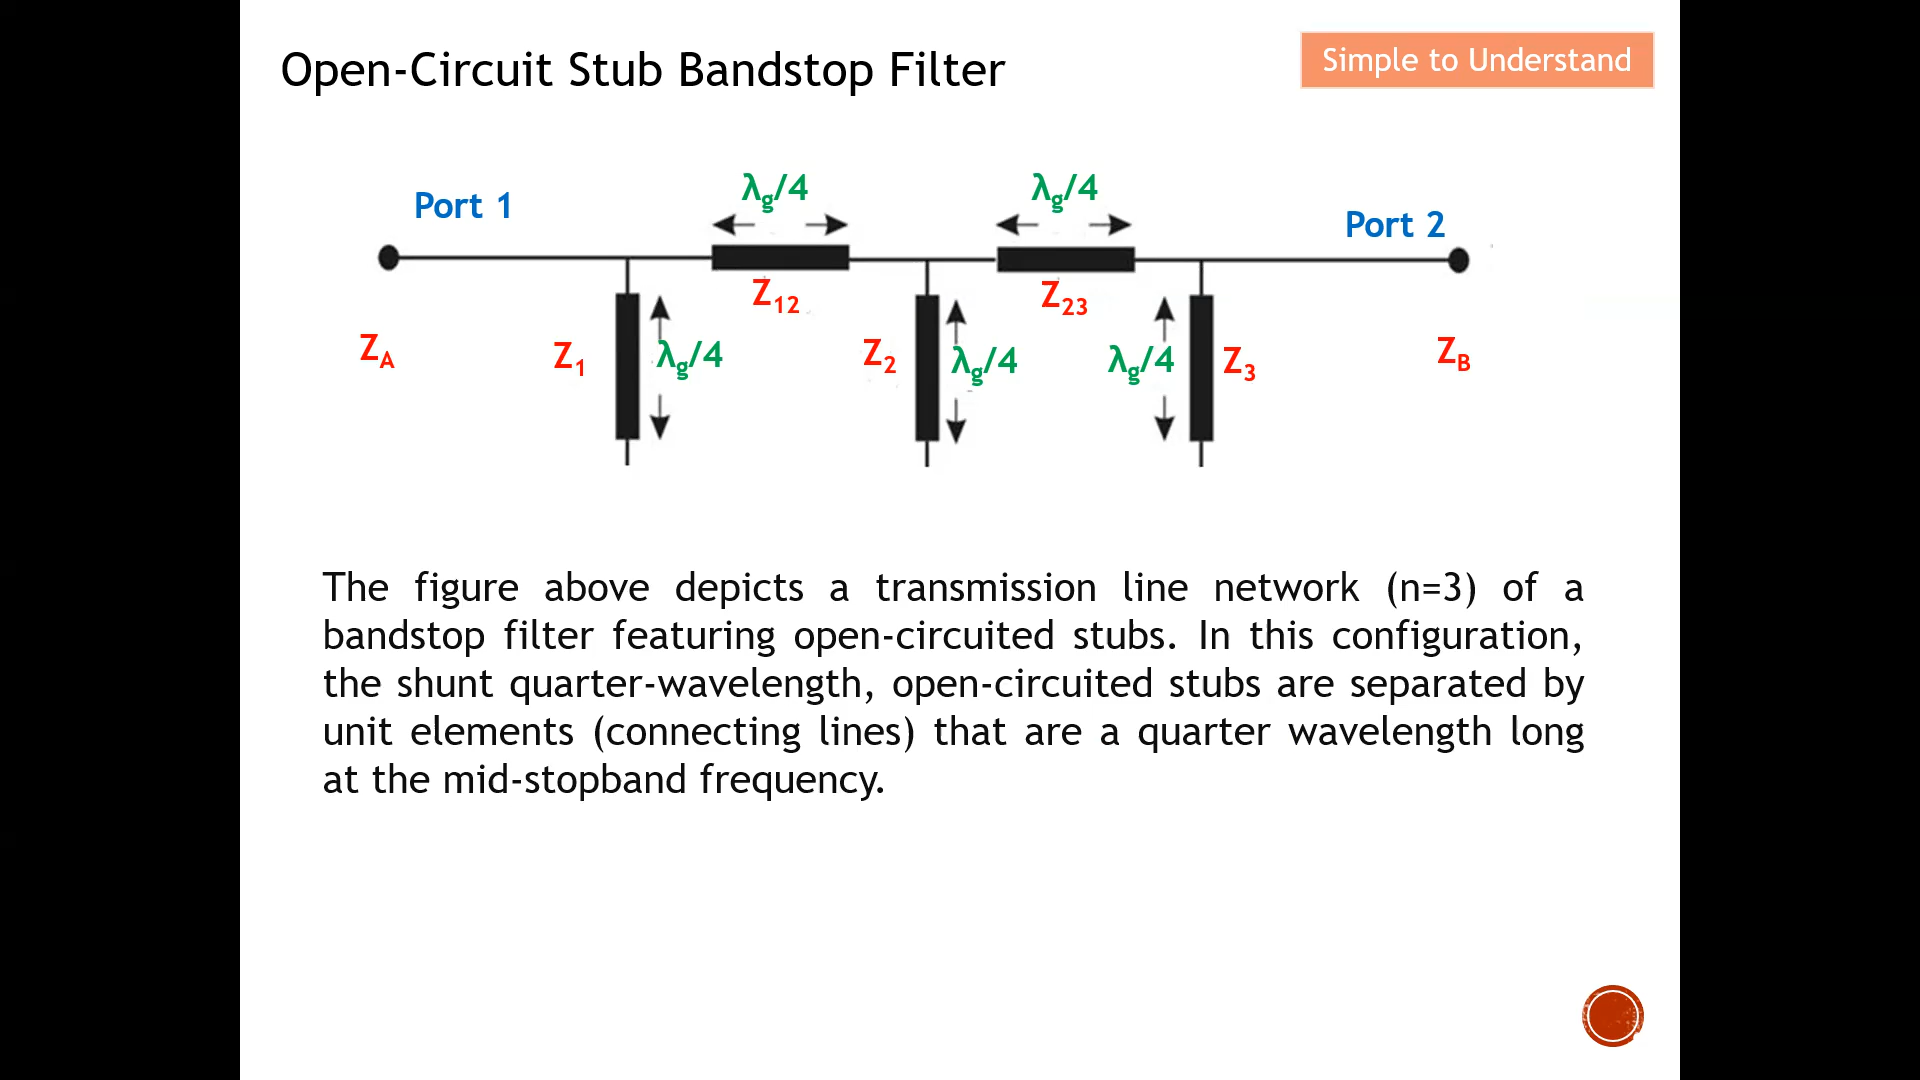 Open-Circuit Stub Bandstop Filter
Simple to Understand
Port 1
λg/4
λg/4
Port 2
Z12
Z23
ZA
Z1
λg/4
Z2
λg/4
λg/4
Z3
ZB
The figure above depicts a transmission line network (n=3) of a
bandstop filter featuring open-circuited stubs. In this configuration,
the shunt quarter-wavelength, open-circuited stubs are separated by
unit elements (connecting lines) that are a quarter wavelength long
at the mid-stopband frequency.